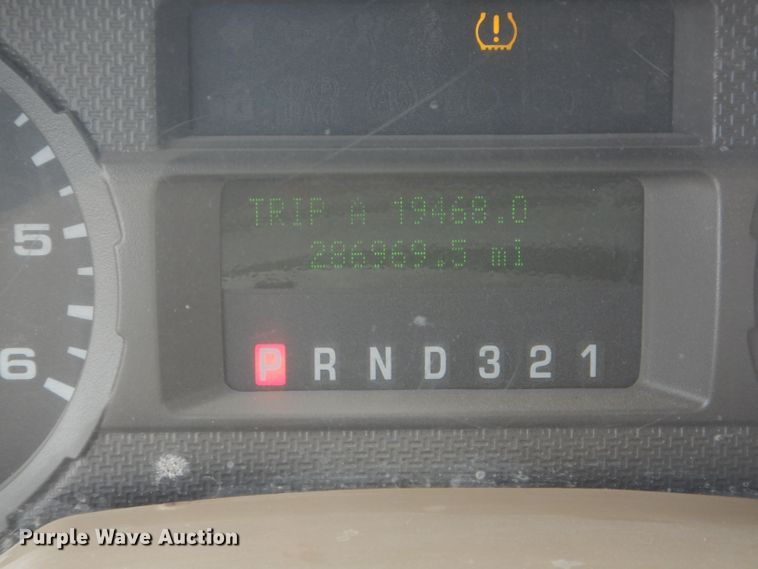 TRIP A 19468.0
286969.5 mi
5
P R N D 3 2 1
6
Purple Wave Auction